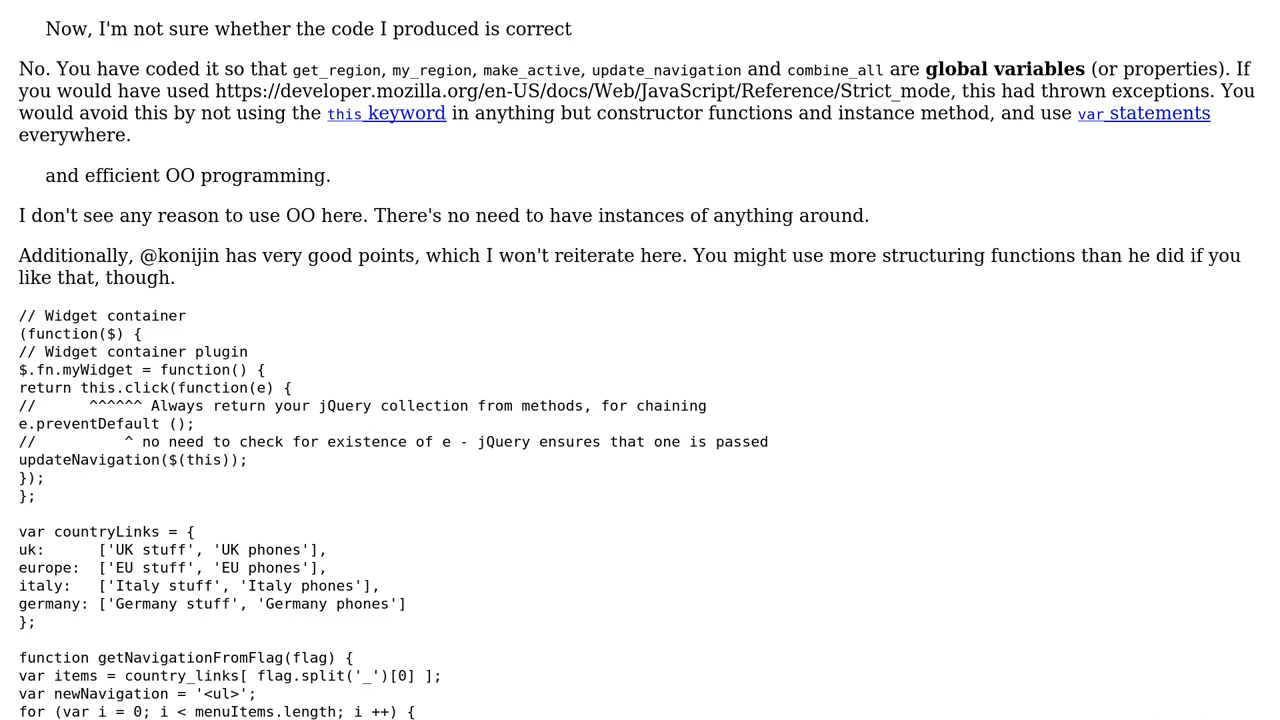 Now, I'm not sure whether the code I produced is correct
No. You have coded it so that get_region, my_region, make_active, update_navigation and combine_all are global variables (or properties). If
you would have used https://developer.mozilla.org/en-US/docs/Web/JavaScript/Reference/Strict_mode, this had thrown exceptions. You
would avoid this by not using the this keyword in anything but constructor functions and instance method, and use var statements
everywhere.
and efficient OO programming.
I don't see any reason to use OO here. There's no need to have instances of anything around.
Additionally, @konijin has very good points, which I won't reiterate here. You might use more structuring functions than he did if you
like that, though.
// Widget container
(function($) {
// Widget container plugin
$.fn.myWidget = function() {
return this.click(function(e) {
//      ^^^^^^ Always return your jQuery collection from methods, for chaining
e.preventDefault ();
//          ^ no need to check for existence of e - jQuery ensures that one is passed
updateNavigation($(this));
});
};
var countryLinks = {
uk:      ['UK stuff', 'UK phones'],
europe:  ['EU stuff', 'EU phones'],
italy:   ['Italy stuff', 'Italy phones'],
germany: ['Germany stuff', 'Germany phones']
};
function getNavigationFromFlag(flag) {
var items = country_links[ flag.split('_')[0] ];
var newNavigation = '<ul>';
for (var i = 0; i < menuItems.length; i ++) {